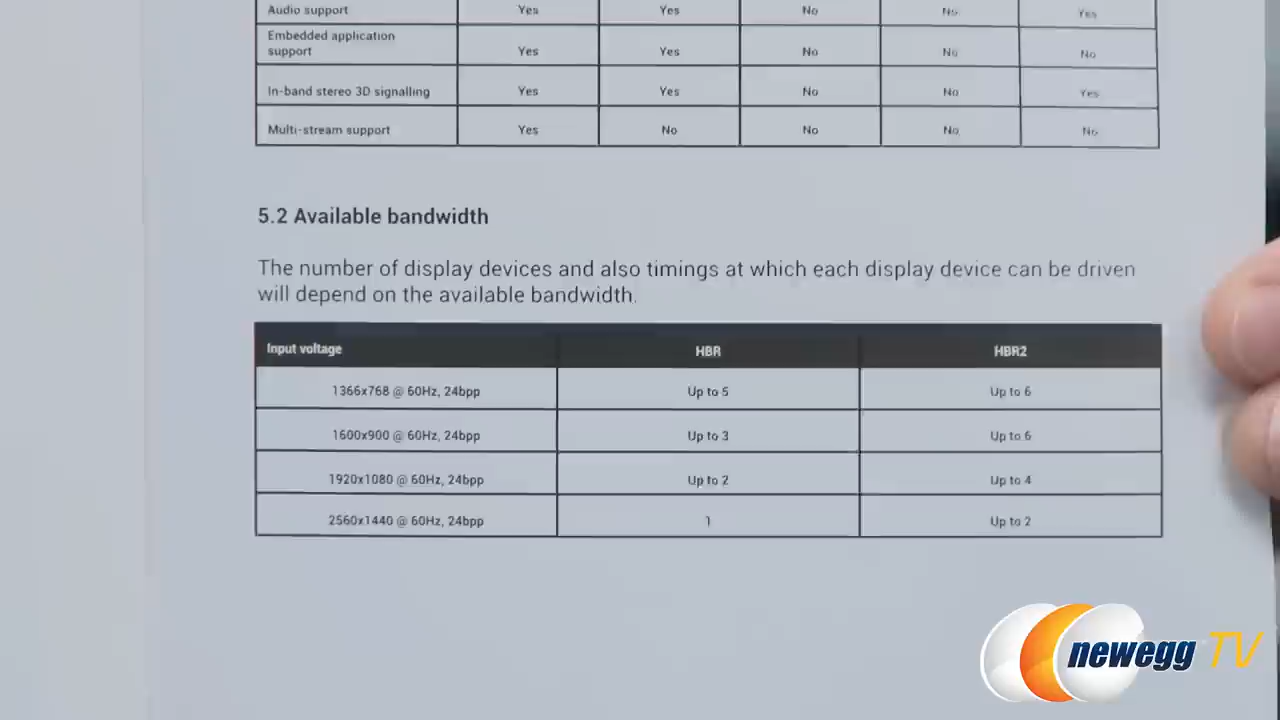 Audio support Yes Yes No No Yes
Embedded application
support Yes Yes No No No
In-band stereo 3D signalling Yes Yes No No Yes
Multi-stream support Yes No No No No
5.2 Available bandwidth
The number of display devices and also timings at which each display device can be driven
will depend on the available bandwidth.
Input voltage HBR HBR2
1366x768 @ 60Hz, 24bpp Up to 5 Up to 6
1600x900 @ 60Hz, 24bpp Up to 3 Up to 6
1920x1080 @ 60Hz, 24bpp Up to 2 Up to 4
2560x1440 @ 60Hz, 24bpp 1 Up to 2
newegg TV